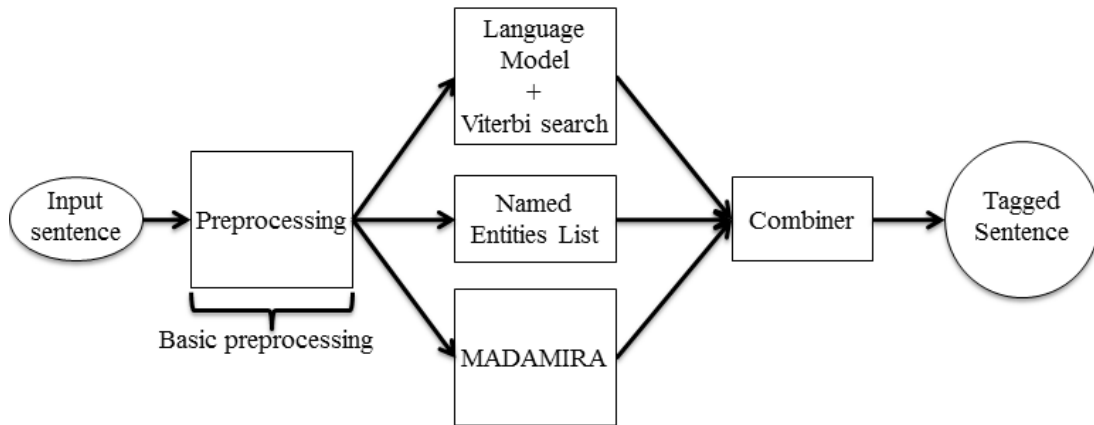 Input
sentence
Preprocessing
Basic preprocessing
Language
Model
+
Viterbi search
Named
Entities List
MADAMIRA
Combiner
Tagged
Sentence